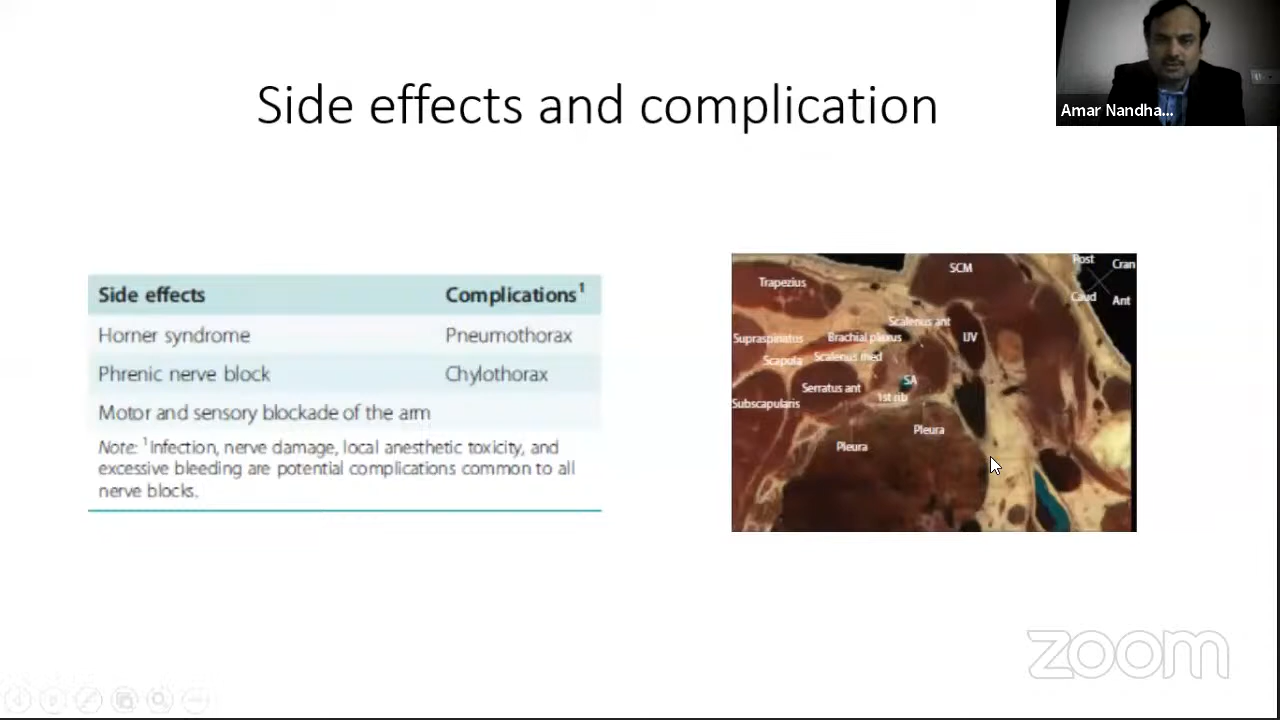 Side effects and complication
Amar Nandha...
Side effects Complications¹
Horner syndrome Pneumothorax
Phrenic nerve block Chylothorax
Motor and sensory blockade of the arm
Note: ¹Infection, nerve damage, local anesthetic toxicity, and
excessive bleeding are potential complications common to all
nerve blocks.
SCM
Post
Cran
Caud
Ant
Trapezius
Scalenus ant
Supraspinatus
Brachial plexus
IJV
Scapula
Scalenus med
SA
Serratus ant
1st rib
Subscapularis
Pleura
Pleura
zoom